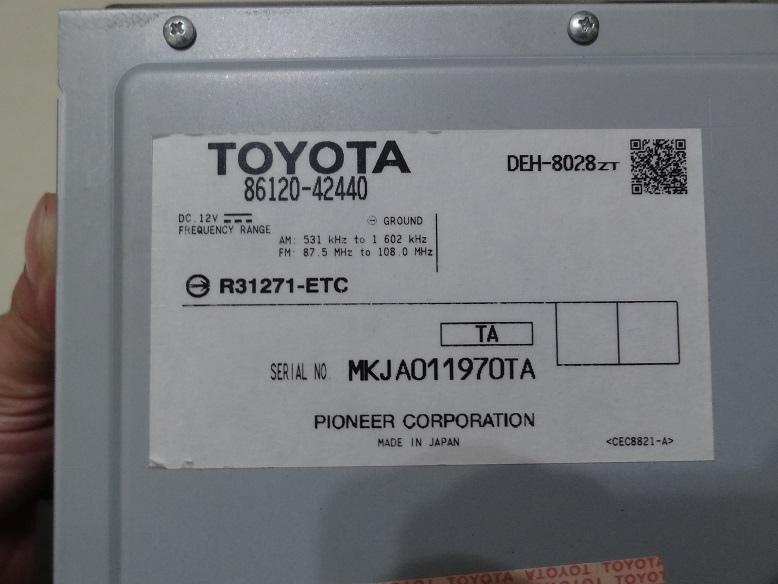 TOYOTA
86120-42440
DEH-8028ZT
DC.12V
GROUND
FREQUENCY RANGE
AM: 531 kHz to 1 602 kHz
FM: 87.5 MHz to 108.0 MHz
R31271-ETC
TA
SERIAL NO. MKJA011970TA
PIONEER CORPORATION
MADE IN JAPAN
<CEC8821-A>
TOYOTA TOYOTA TOYOTA TOYOTA